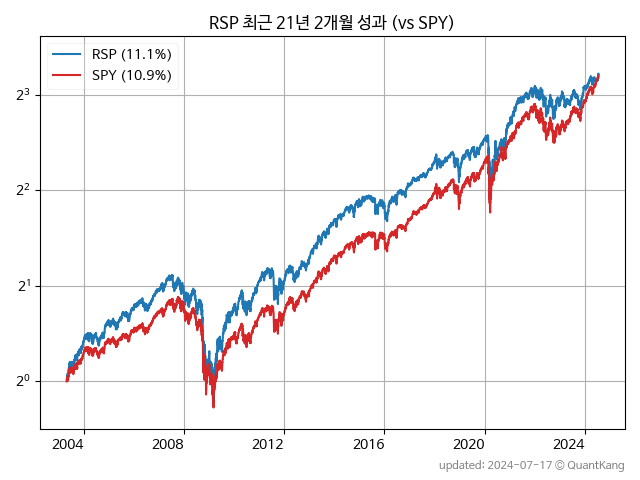 RSP 최근 21년 2개월 성과 (vs SPY)
RSP (11.1%)
SPY (10.9%)
2³
2²
2¹
2⁰
2004 2008 2012 2016 2020 2024
updated: 2024-07-17 © QuantKang